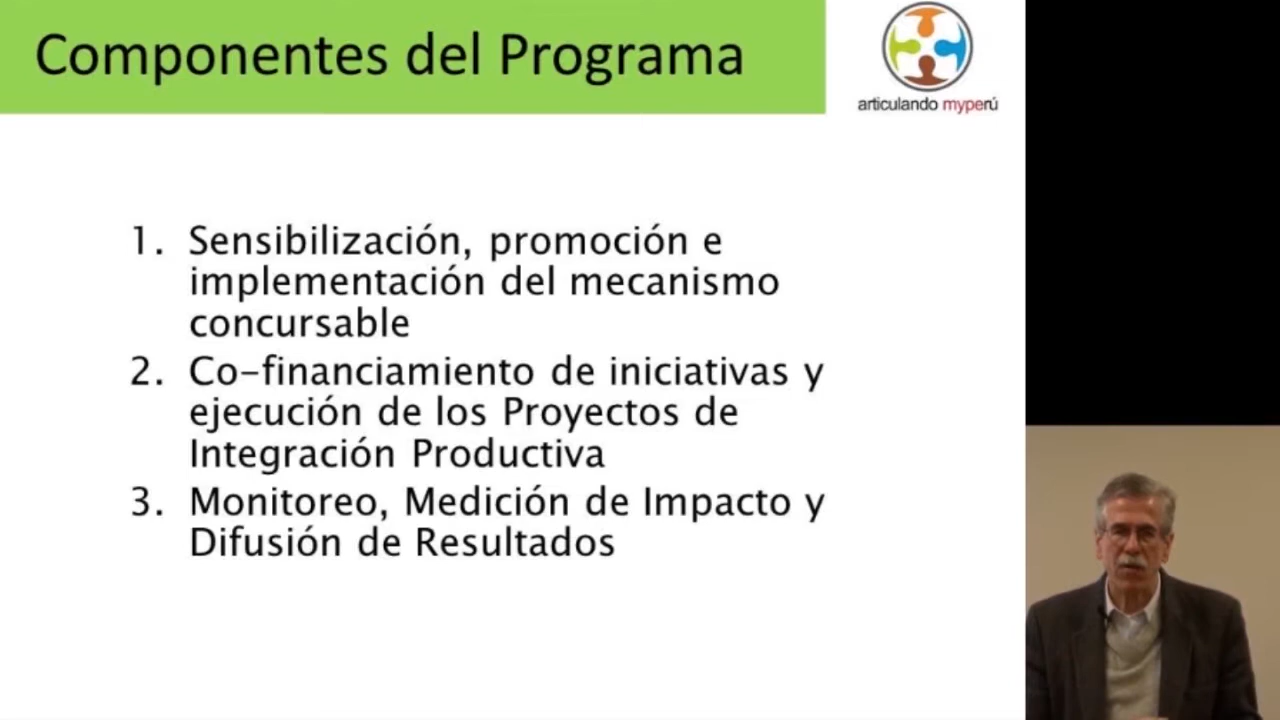 Componentes del Programa
articulando myperú
1. Sensibilización, promoción e
implementación del mecanismo
concursable
2. Co-financiamiento de iniciativas y
ejecución de los Proyectos de
Integración Productiva
3. Monitoreo, Medición de Impacto y
Difusión de Resultados